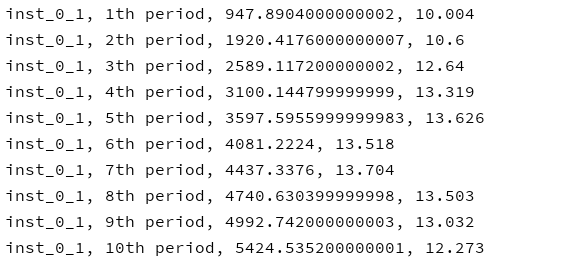 inst_0_1, 1th period, 947.8904000000002, 10.004
inst_0_1, 2th period, 1920.4176000000007, 10.6
inst_0_1, 3th period, 2589.117200000002, 12.64
inst_0_1, 4th period, 3100.144799999999, 13.319
inst_0_1, 5th period, 3597.5955999999983, 13.626
inst_0_1, 6th period, 4081.2224, 13.518
inst_0_1, 7th period, 4437.3376, 13.704
inst_0_1, 8th period, 4740.630399999998, 13.503
inst_0_1, 9th period, 4992.742000000003, 13.032
inst_0_1, 10th period, 5424.535200000001, 12.273